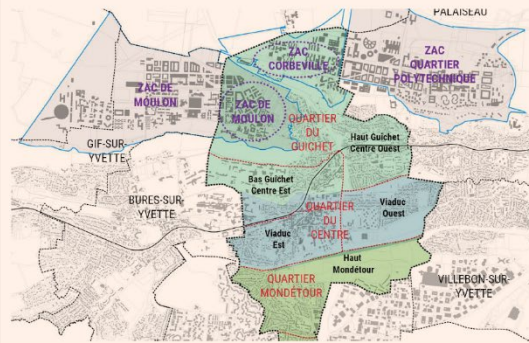 PALAISEAU
ZAC
CORBEVILLE
ZAC
QUARTIER
POLYTECHNIQUE
ZAC
DE MOULON
ZAC DE
MOULON
QUARTIER
DU
GUICHET
Haut Guichet
Centre Ouest
GIF-SUR-
YVETTE
Bas Guichet
Centre Est
BURES-SUR-
YVETTE
QUARTIER
DU
CENTRE
Viaduc
Ouest
Viaduc
Est
Haut
Mondétour
QUARTIER
MONDÉTOUR
VILLEBON-SUR-
YVETTE